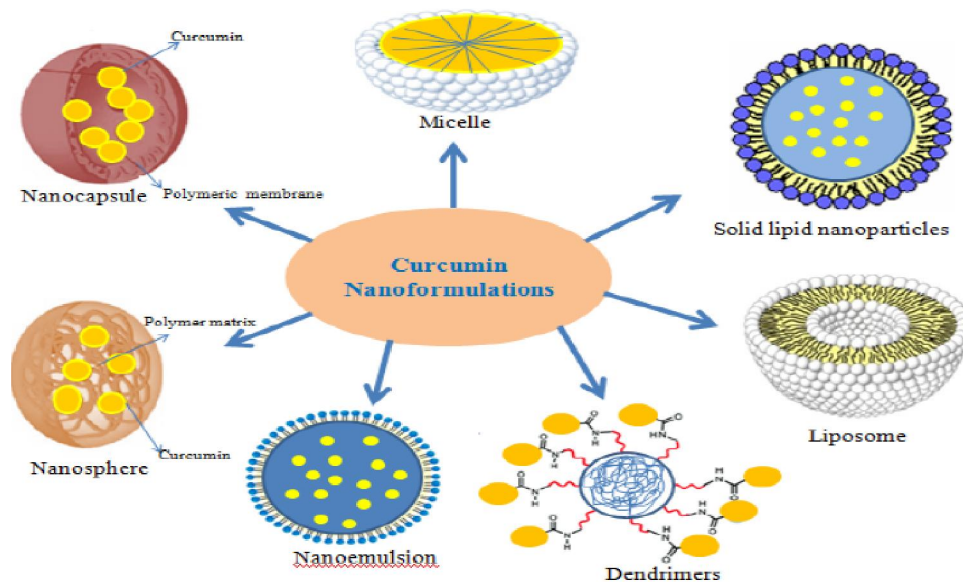 Curcumin
Micelle
Nanocapsule
Polymeric membrane
Solid lipid nanoparticles
Curcumin
Nanoformulations
Polymer matrix
Nanosphere
Curcumin
Nanoemulsion
Liposome
Dendrimers
O
C
N
H
O
C
N
H
O
C
N
H
O
C
N
H
O
C
N
H
O
C
N
H
O
C
N
H
O
C
N
H
O
C
N
H